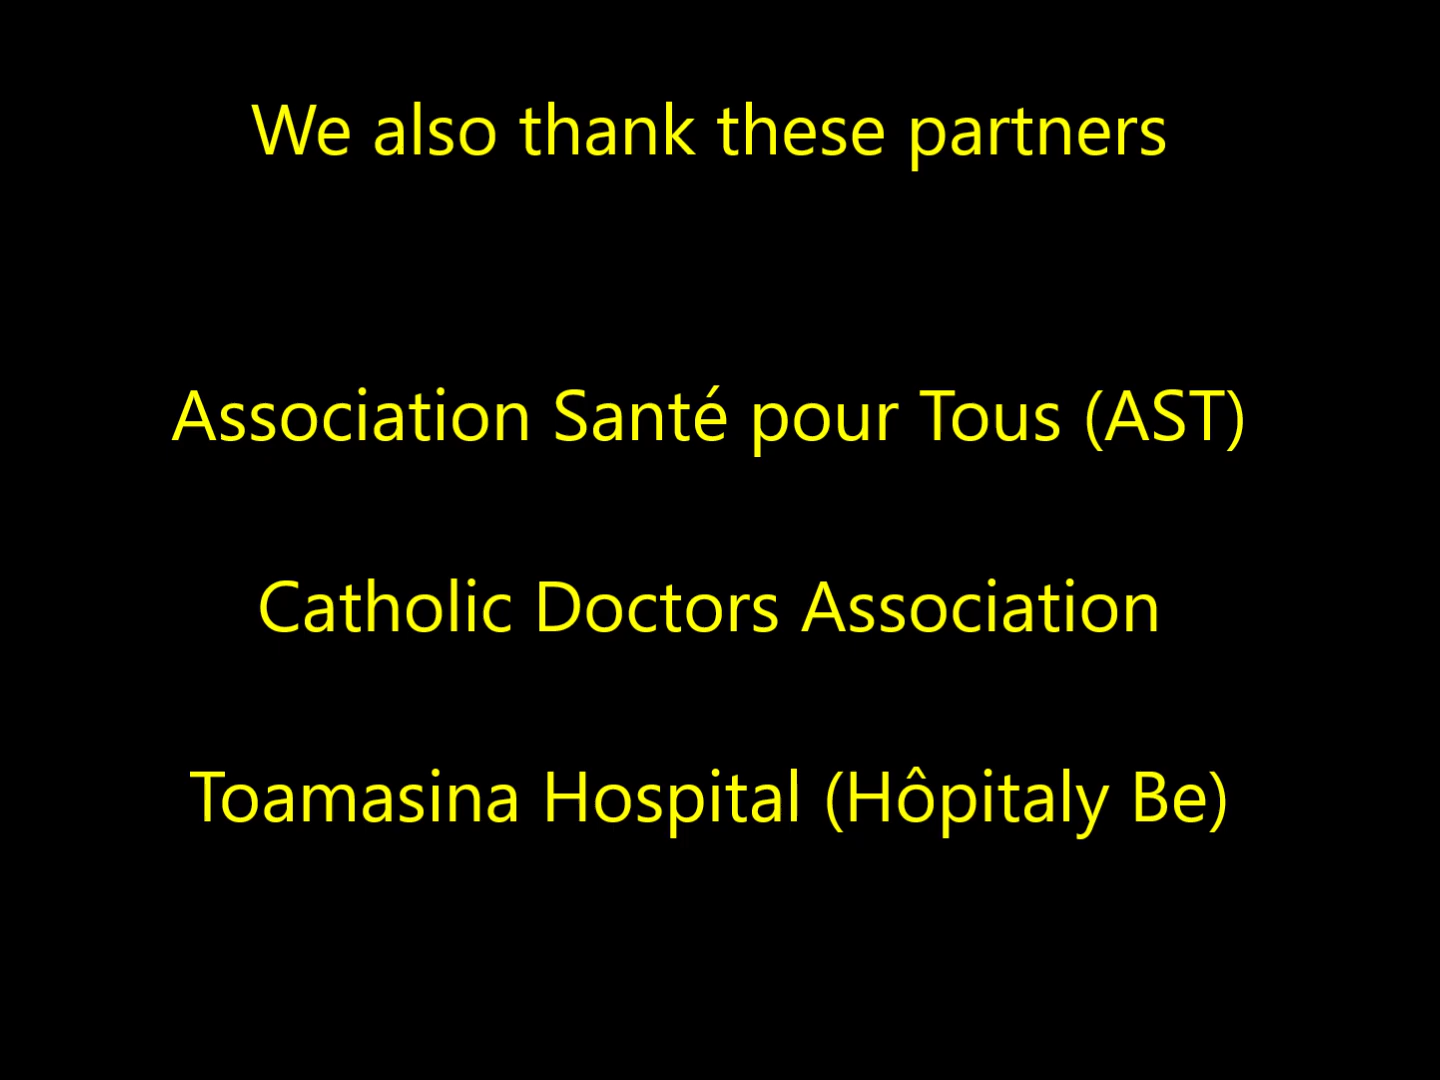 We also thank these partners
Association Santé pour Tous (AST)
Catholic Doctors Association
Toamasina Hospital (Hôpitaly Be)